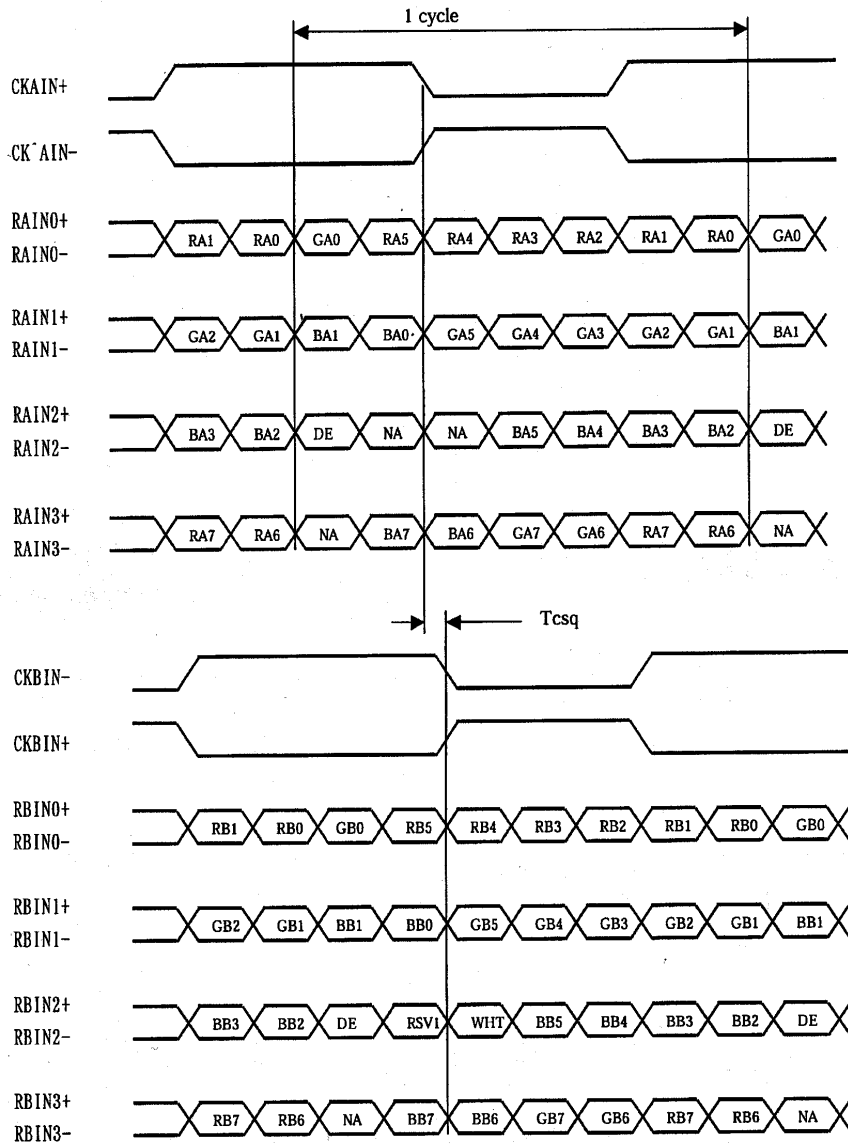 1 cycle
CKAIN+
CK^AIN-
RAIN0+ RA1 RA0 GA0 RA5 RA4 RA3 RA2 RA1 RA0 GA0
RAIN0-
RAIN1+ GA2 GA1 BA1 BA0 GA5 GA4 GA3 GA2 GA1 BA1
RAIN1-
RAIN2+ BA3 BA2 DE NA NA BA5 BA4 BA3 BA2 DE
RAIN2-
RAIN3+ RA7 RA6 NA BA7 BA6 GA7 GA6 RA7 RA6 NA
RAIN3-
Tcsq
CKBIN-
CKBIN+
RBIN0+ RB1 RB0 GB0 RB5 RB4 RB3 RB2 RB1 RB0 GB0
RBIN0-
RBIN1+ GB2 GB1 BB1 BB0 GB5 GB4 GB3 GB2 GB1 BB1
RBIN1-
RBIN2+ BB3 BB2 DE RSV1 WHT BB5 BB4 BB3 BB2 DE
RBIN2-
RBIN3+ RB7 RB6 NA BB7 BB6 GB7 GB6 RB7 RB6 NA
RBIN3-